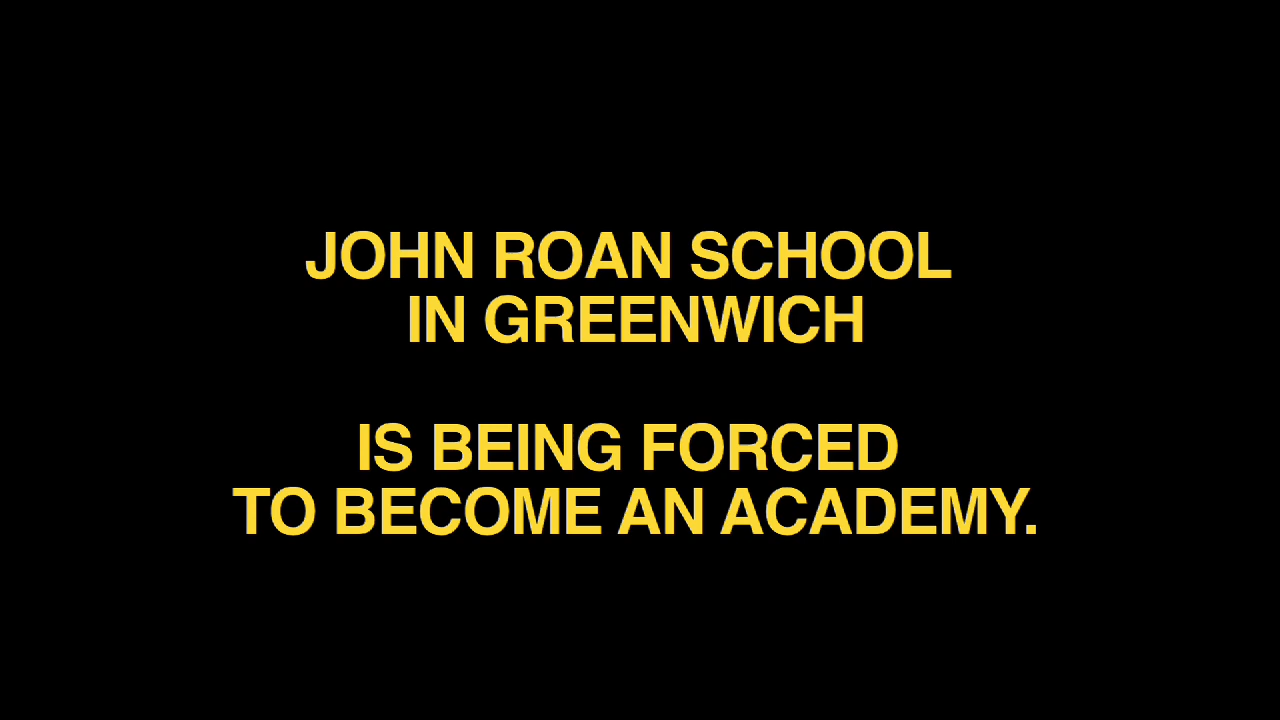 JOHN ROAN SCHOOL
IN GREENWICH
IS BEING FORCED
TO BECOME AN ACADEMY.